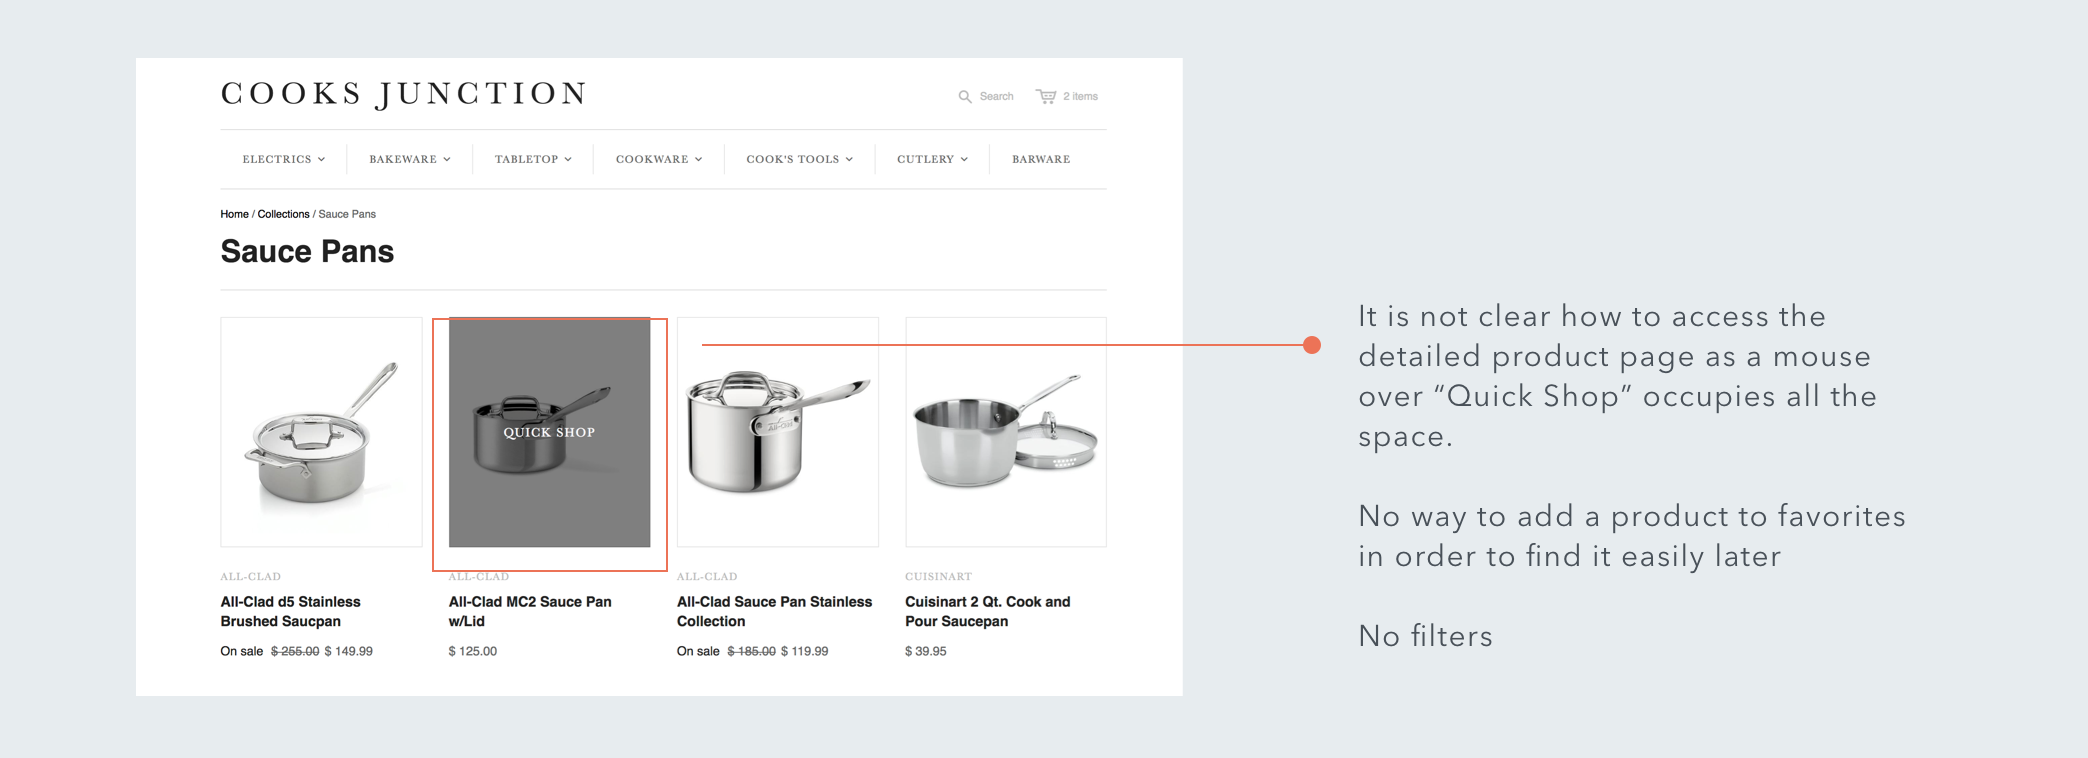 COOKS JUNCTION
Search
2 items
ELECTRICS
BAKEWARE
TABLETOP
COOKWARE
COOK'S TOOLS
CUTLERY
BARWARE
Home / Collections / Sauce Pans
Sauce Pans
QUICK SHOP
All-Clad
ALL-CLAD
All-Clad d5 Stainless
Brushed Saucpan
On sale $ 255.00 $ 149.99
ALL-CLAD
All-Clad MC2 Sauce Pan
w/Lid
$ 125.00
ALL-CLAD
All-Clad Sauce Pan Stainless
Collection
On sale $ 185.00 $ 119.99
CUISINART
Cuisinart 2 Qt. Cook and
Pour Saucepan
$ 39.95
It is not clear how to access the
detailed product page as a mouse
over “Quick Shop” occupies all the
space.
No way to add a product to favorites
in order to find it easily later
No filters